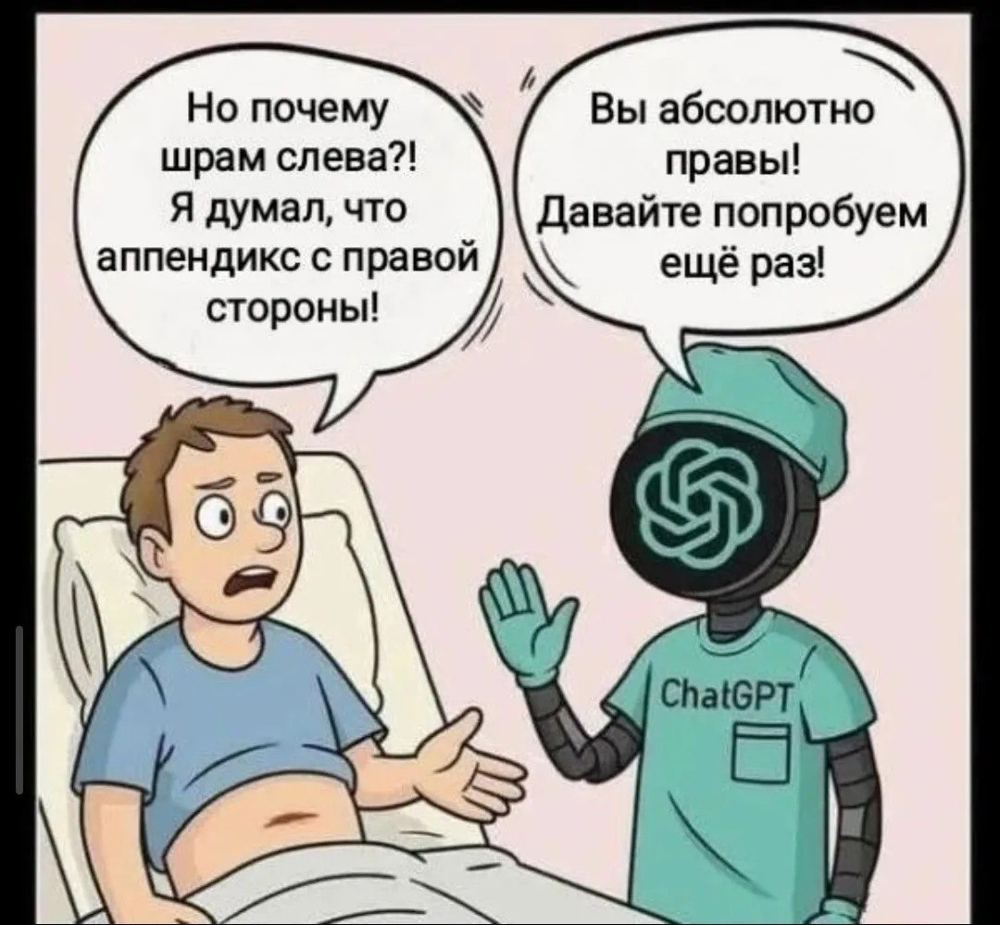 Но почему
шрам слева?!
Я думал, что
аппендикс с правой
стороны!
Вы абсолютно
правы!
Давайте попробуем
ещё раз!
ChatGPT